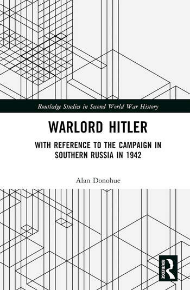 Routledge Studies in Second World War History
WARLORD HITLER
WITH REFERENCE TO THE CAMPAIGN IN
SOUTHERN RUSSIA IN 1942
Alan Donohue